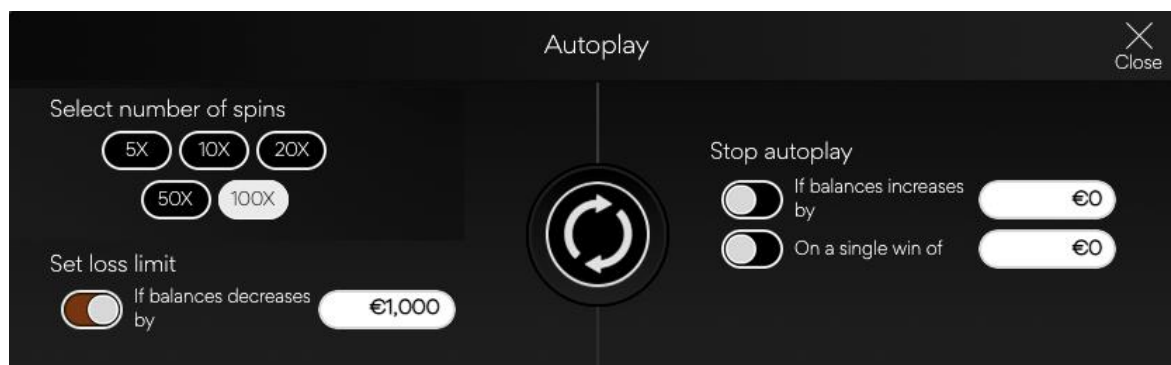 Autoplay
Close
Select number of spins
5X 10X 20X
50X 100X
Set loss limit
If balances decreases
by
€1,000
Stop autoplay
If balances increases
by
€0
On a single win of €0